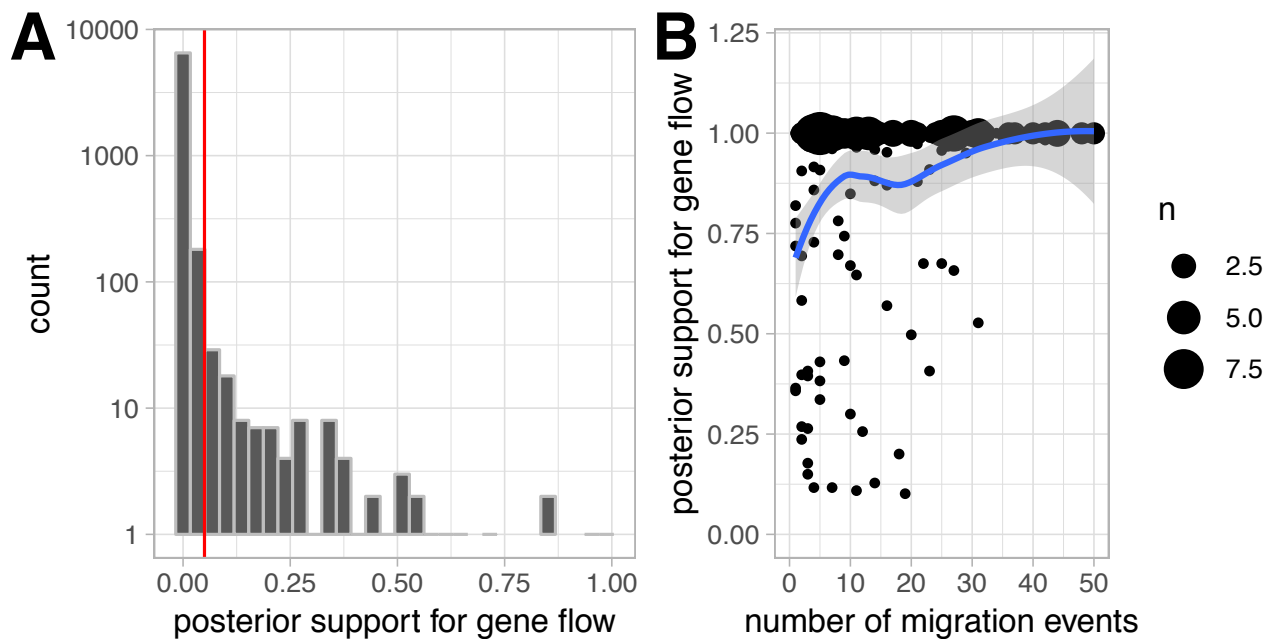 A
10000
1000
100
10
1
count
0.00 0.25 0.50 0.75 1.00
posterior support for gene flow
B
1.25
1.00
0.75
0.50
0.25
0.00
posterior support for gene flow
0 10 20 30 40 50
number of migration events
n
2.5
5.0
7.5